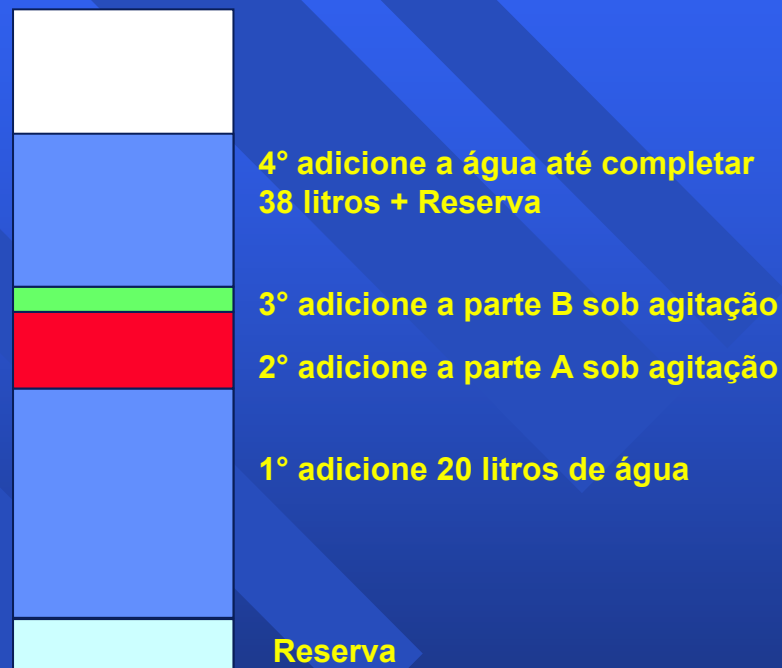 4° adicione a água até completar
38 litros + Reserva
3° adicione a parte B sob agitação
2° adicione a parte A sob agitação
1° adicione 20 litros de água
Reserva